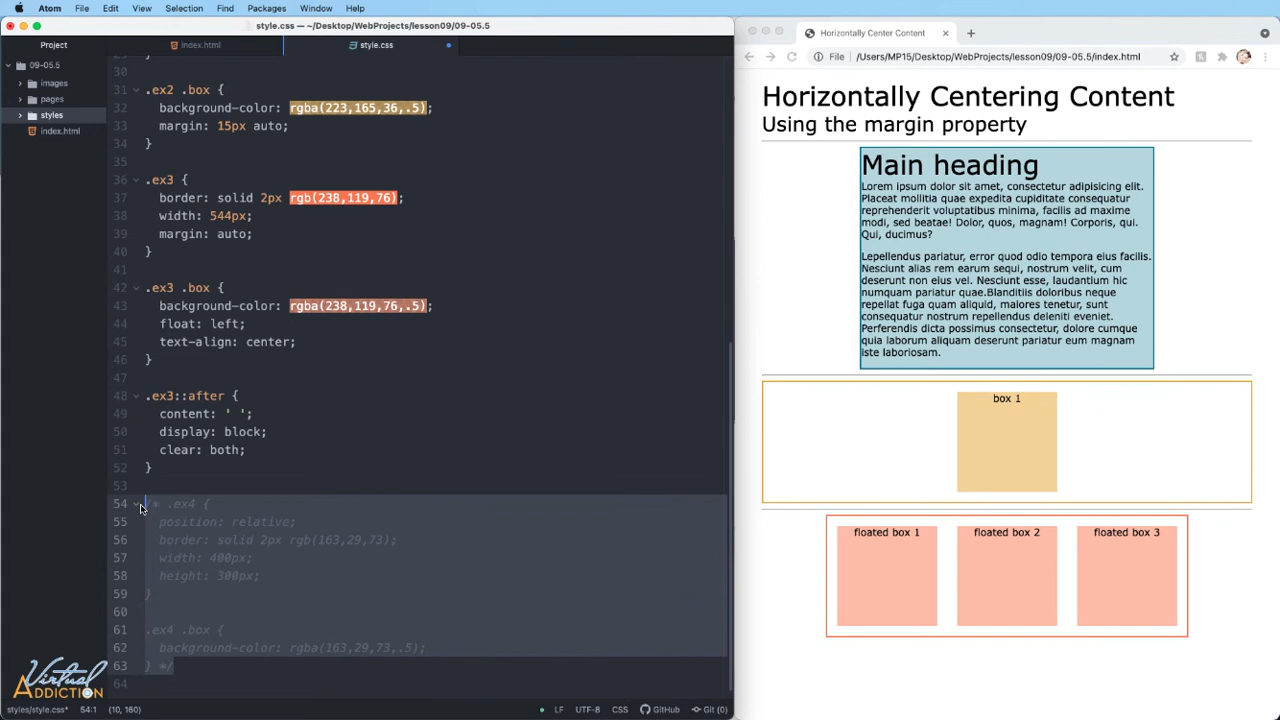 Atom File Edit View Selection Find Packages Window Help
style.css — ~/Desktop/WebProjects/lesson09/09-05.5
Project
index.html
style.css
09-05.5
images
pages
styles
index.html
30
31 .ex2 .box {
32 background-color: rgba(223,165,36,.5);
33 margin: 15px auto;
34 }
35
36 .ex3 {
37 border: solid 2px rgb(238,119,76);
38 width: 544px;
39 margin: auto;
40 }
41
42 .ex3 .box {
43 background-color: rgba(238,119,76,.5);
44 float: left;
45 text-align: center;
46 }
47
48 .ex3::after {
49 content: ' ';
50 display: block;
51 clear: both;
52 }
53
54 /* .ex4 {
55 position: relative;
56 border: solid 2px rgb(163,29,73);
57 width: 400px;
58 height: 300px;
59 }
60
61 .ex4 .box {
62 background-color: rgba(163,29,73,.5);
63 } */
64
Virtual
Addiction
styles/style.css* 54:1 (10, 160)
LF UTF-8 CSS GitHub Git (0)
Horizontally Center Content
File /Users/MP15/Desktop/WebProjects/lesson09/09-05.5/index.html
Horizontally Centering Content
Using the margin property
Main heading
Lorem ipsum dolor sit amet, consectetur adipisicing elit.
Placeat mollitia quae expedita cupiditate consequatur
reprehenderit voluptatibus minima, facilis ad maxime
modi, sed beatae! Dolor, quos, magnam! Corporis, qui.
Qui, ducimus?
Lepellendus pariatur, error quod odio tempora eius facilis.
Nesciunt alias rem earum sequi, nostrum velit, cum
deserunt non eius vel. Nesciunt esse, laudantium hic
numquam pariatur quae.Blanditiis doloribus neque
repellat fuga quam aliquid, maiores tenetur, sunt
consequatur nostrum repellendus deleniti eveniet.
Perferendis dicta possimus consectetur, dolore cumque
quia laborum aliquam deserunt pariatur eum magnam
iste laboriosam.
box 1
floated box 1
floated box 2
floated box 3